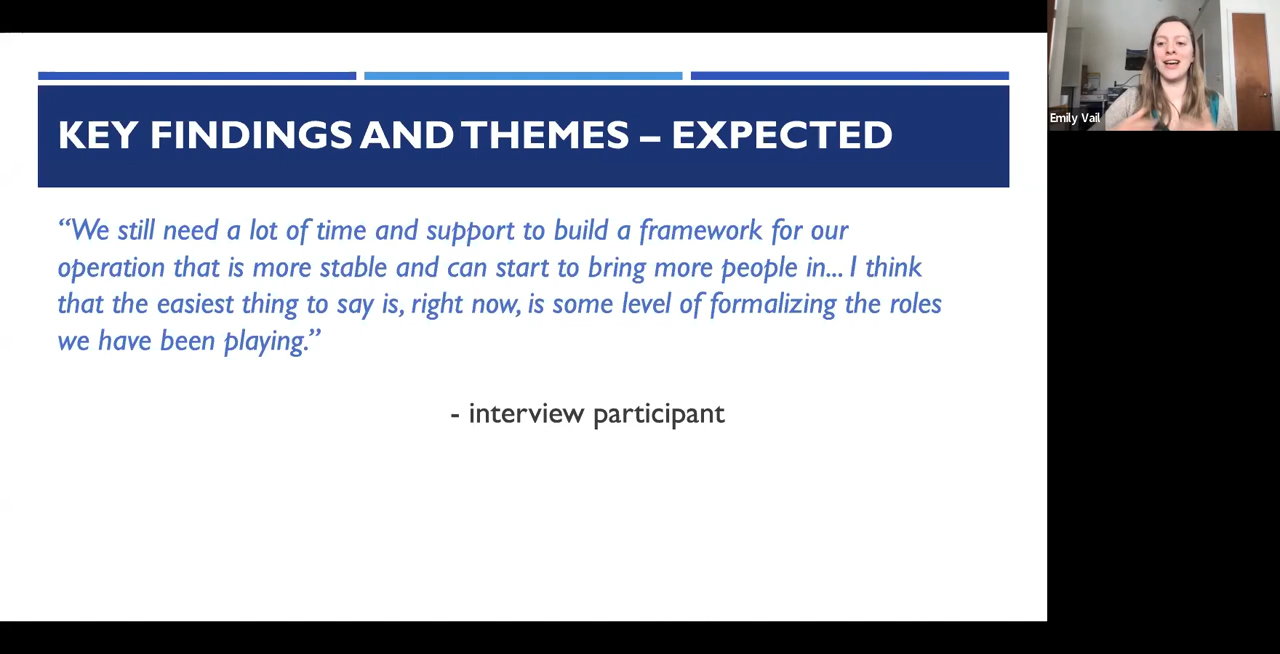 KEY FINDINGS AND THEMES – EXPECTED
“We still need a lot of time and support to build a framework for our
operation that is more stable and can start to bring more people in... I think
that the easiest thing to say is, right now, is some level of formalizing the roles
we have been playing.”
- interview participant
Emily Vail